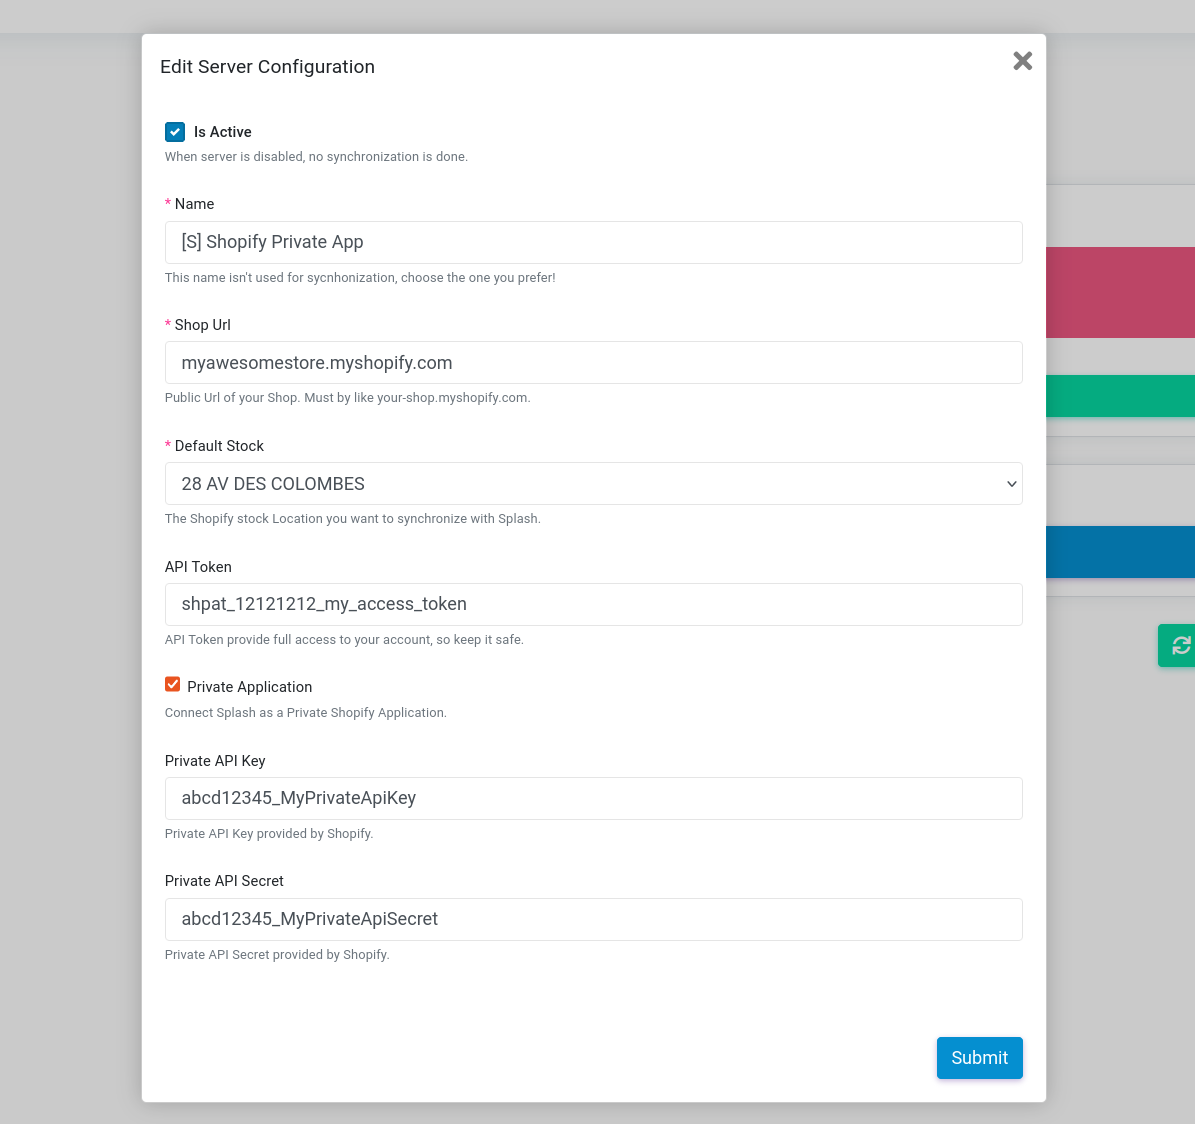 Edit Server Configuration
Is Active
When server is disabled, no synchronization is done.
* Name
[S] Shopify Private App
This name isn't used for sycnhonization, choose the one you prefer!
* Shop Url
myawesomestore.myshopify.com
Public Url of your Shop. Must by like your-shop.myshopify.com.
* Default Stock
28 AV DES COLOMBES
The Shopify stock Location you want to synchronize with Splash.
API Token
shpat_12121212_my_access_token
API Token provide full access to your account, so keep it safe.
Private Application
Connect Splash as a Private Shopify Application.
Private API Key
abcd12345_MyPrivateApiKey
Private API Key provided by Shopify.
Private API Secret
abcd12345_MyPrivateApiSecret
Private API Secret provided by Shopify.
Submit